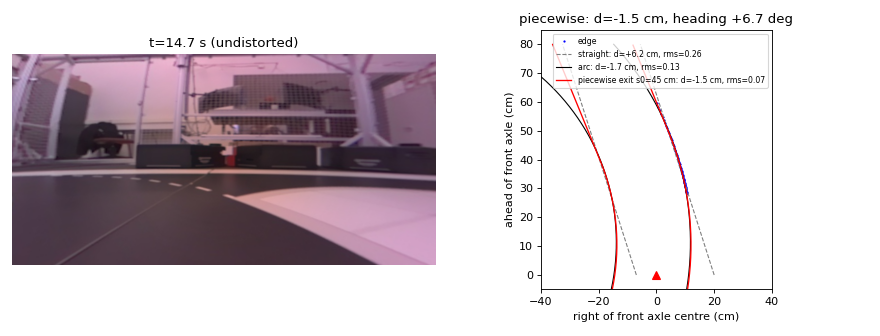 t=14.7 s (undistorted)
piecewise: d=-1.5 cm, heading +6.7 deg
edge
straight: d=+6.2 cm, rms=0.26
arc: d=-1.7 cm, rms=0.13
piecewise exit s0=45 cm: d=-1.5 cm, rms=0.07
ahead of front axle (cm)
80
70
60
50
40
30
20
10
0
−40
−20
0
20
40
right of front axle centre (cm)